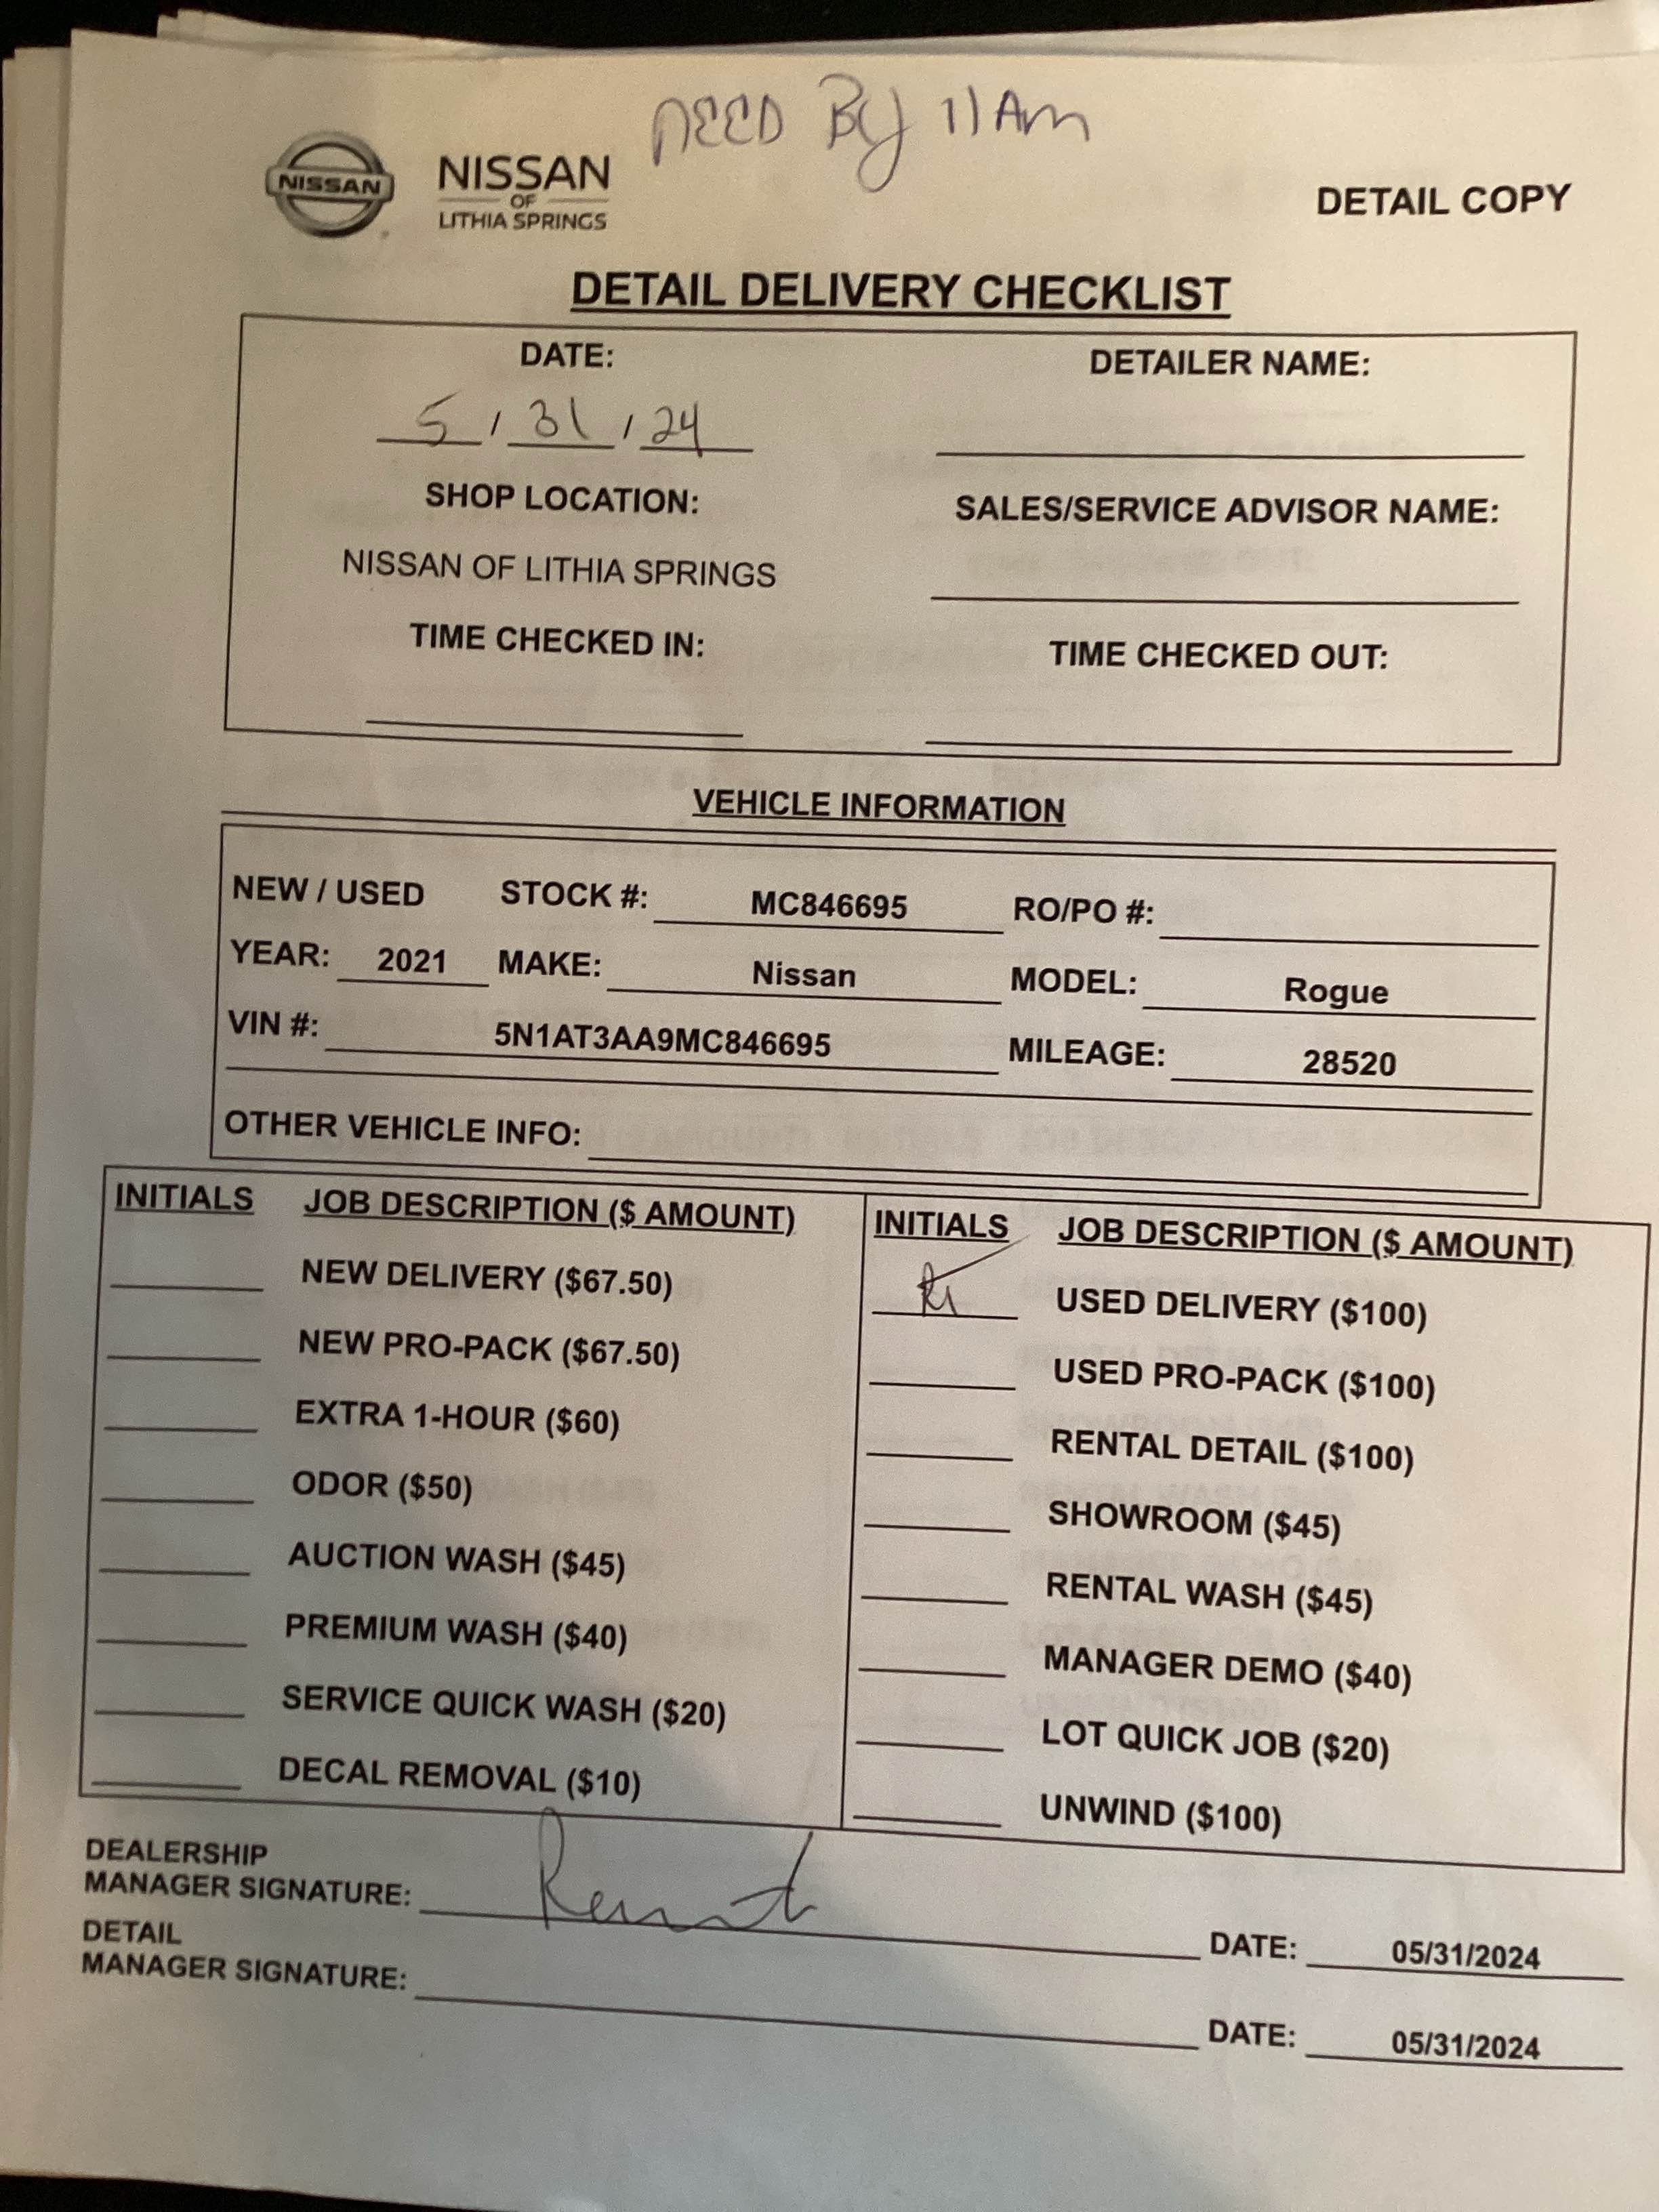 NEED By 11Am
NISSAN
NISSAN
OF
LITHIA SPRINGS
DETAIL COPY
DETAIL DELIVERY CHECKLIST
DATE: DETAILER NAME:
5 / 31 / 24
SHOP LOCATION: SALES/SERVICE ADVISOR NAME:
NISSAN OF LITHIA SPRINGS
TIME CHECKED IN: TIME CHECKED OUT:
VEHICLE INFORMATION
NEW / USED STOCK #: MC846695 RO/PO #:
YEAR: 2021 MAKE: Nissan MODEL: Rogue
VIN #: 5N1AT3AA9MC846695 MILEAGE: 28520
OTHER VEHICLE INFO:
INITIALS JOB DESCRIPTION ($ AMOUNT)
NEW DELIVERY ($67.50)
NEW PRO-PACK ($67.50)
EXTRA 1-HOUR ($60)
ODOR ($50)
AUCTION WASH ($45)
PREMIUM WASH ($40)
SERVICE QUICK WASH ($20)
DECAL REMOVAL ($10)
INITIALS JOB DESCRIPTION ($ AMOUNT)
USED DELIVERY ($100)
USED PRO-PACK ($100)
RENTAL DETAIL ($100)
SHOWROOM ($45)
RENTAL WASH ($45)
MANAGER DEMO ($40)
LOT QUICK JOB ($20)
UNWIND ($100)
DEALERSHIP
MANAGER SIGNATURE: DATE: 05/31/2024
DETAIL
MANAGER SIGNATURE: DATE: 05/31/2024